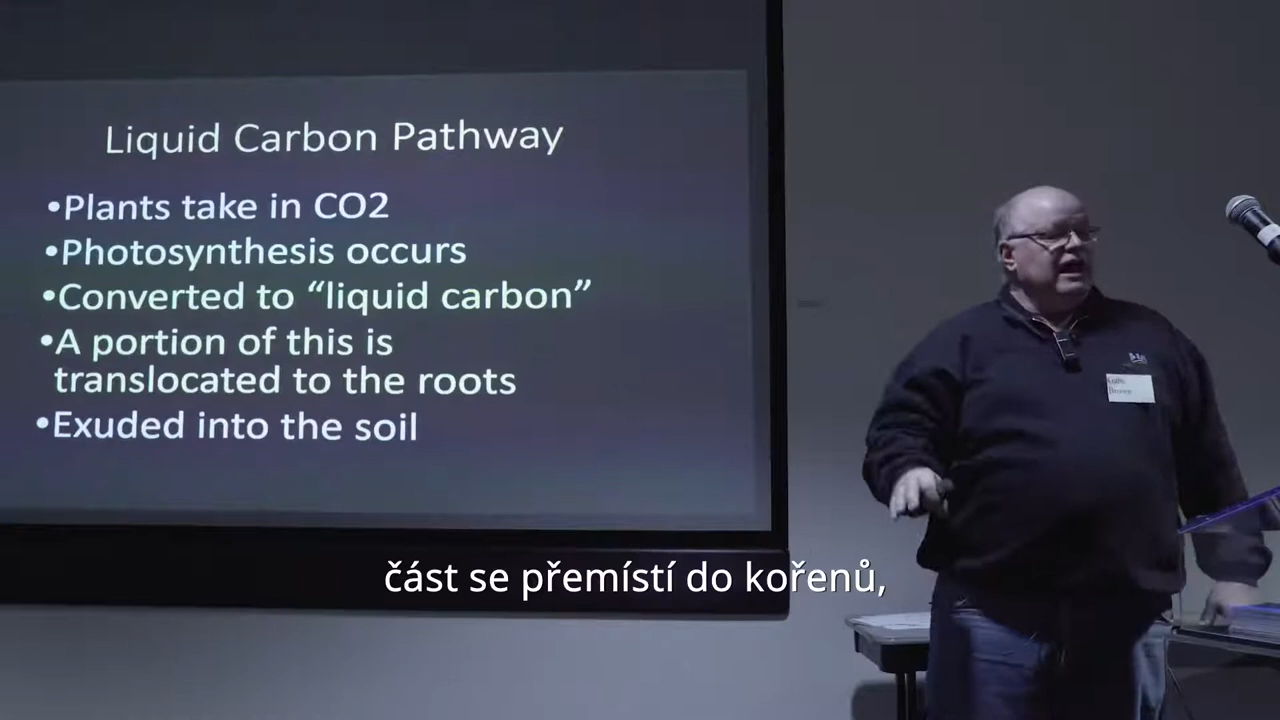 Liquid Carbon Pathway
•Plants take in CO2
•Photosynthesis occurs
•Converted to “liquid carbon”
•A portion of this is
translocated to the roots
•Exuded into the soil
část se přemístí do kořenů,